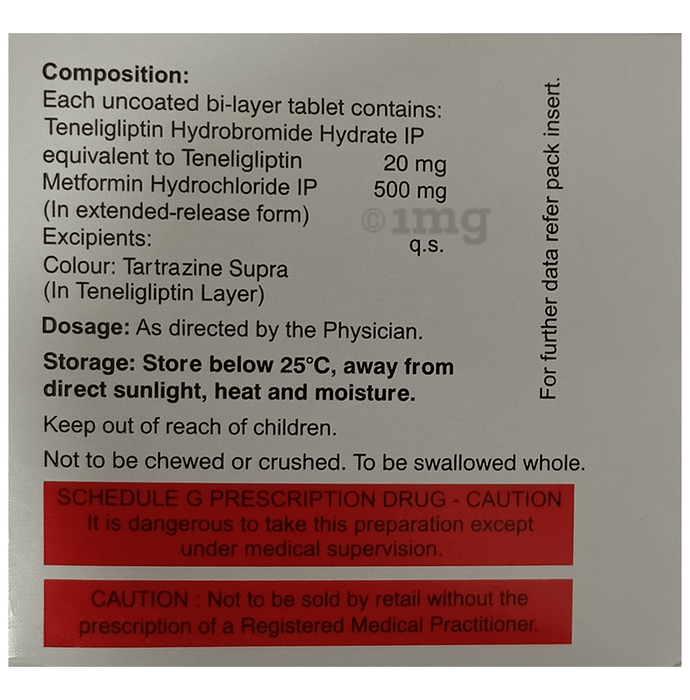 Composition:
Each uncoated bi-layer tablet contains:
Teneligliptin Hydrobromide Hydrate IP
equivalent to Teneligliptin 20 mg
Metformin Hydrochloride IP 500 mg
(In extended-release form)
©1mg
Excipients: q.s.
Colour: Tartrazine Supra
(In Teneligliptin Layer)
Dosage: As directed by the Physician.
Storage: Store below 25°C, away from
direct sunlight, heat and moisture.
Keep out of reach of children.
Not to be chewed or crushed. To be swallowed whole.
SCHEDULE G PRESCRIPTION DRUG - CAUTION
It is dangerous to take this preparation except
under medical supervision.
CAUTION : Not to be sold by retail without the
prescription of a Registered Medical Practitioner.
For further data refer pack insert.